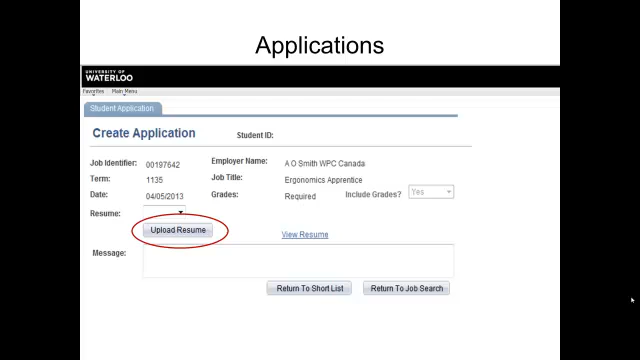 Applications
UNIVERSITY OF
WATERLOO
Favorites Main Menu
Student Application
Create Application Student ID:
Job Identifier: 00197642 Employer Name: A O Smith WPC Canada
Term: 1135 Job Title: Ergonomics Apprentice
Date: 04/05/2013 Grades: Required Include Grades? Yes
Resume:
Upload Resume View Resume
Message:
Return To Short List Return To Job Search